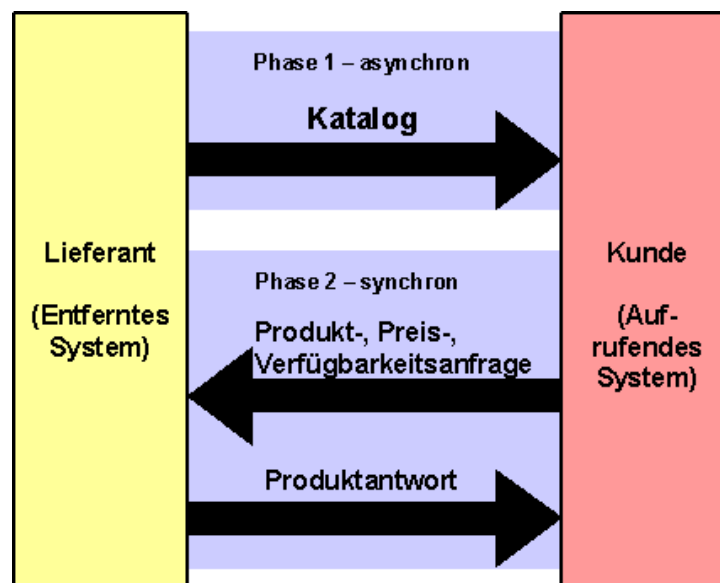 Phase 1 – asynchron
Katalog
Lieferant
(Entferntes
System)
Kunde
(Auf-
rufendes
System)
Phase 2 – synchron
Produkt-, Preis-,
Verfügbarkeitsanfrage
Produktantwort